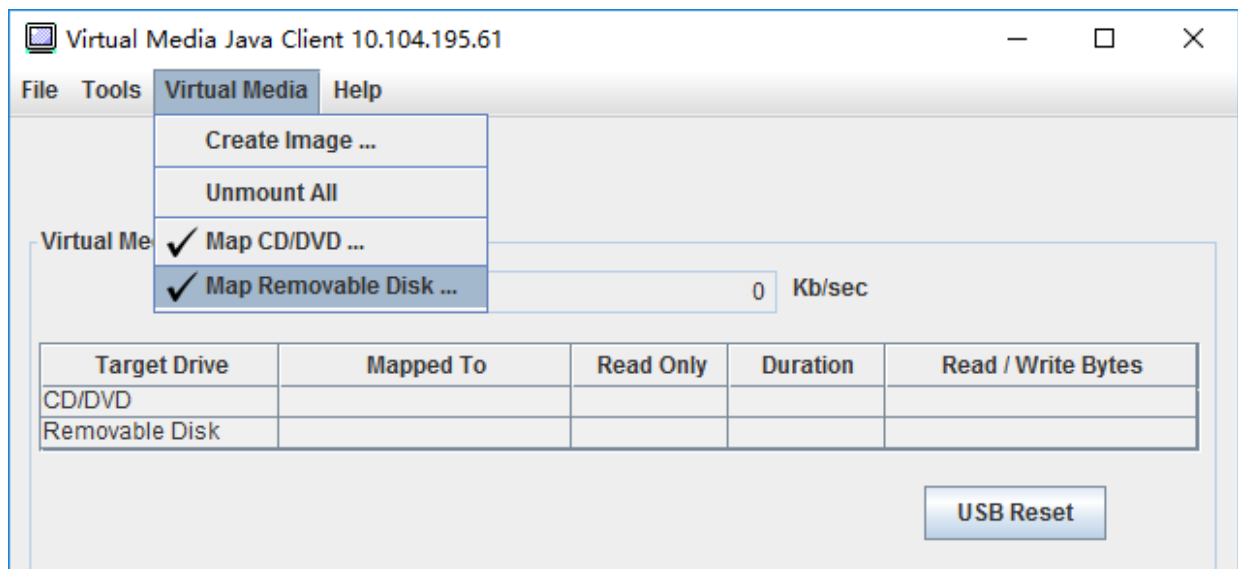 Virtual Media Java Client 10.104.195.61
File Tools Virtual Media Help
Create Image ...
Unmount All
Map CD/DVD ...
Map Removable Disk ...
Virtual Me
0 Kb/sec
Target Drive Mapped To Read Only Duration Read / Write Bytes
CD/DVD
Removable Disk
USB Reset